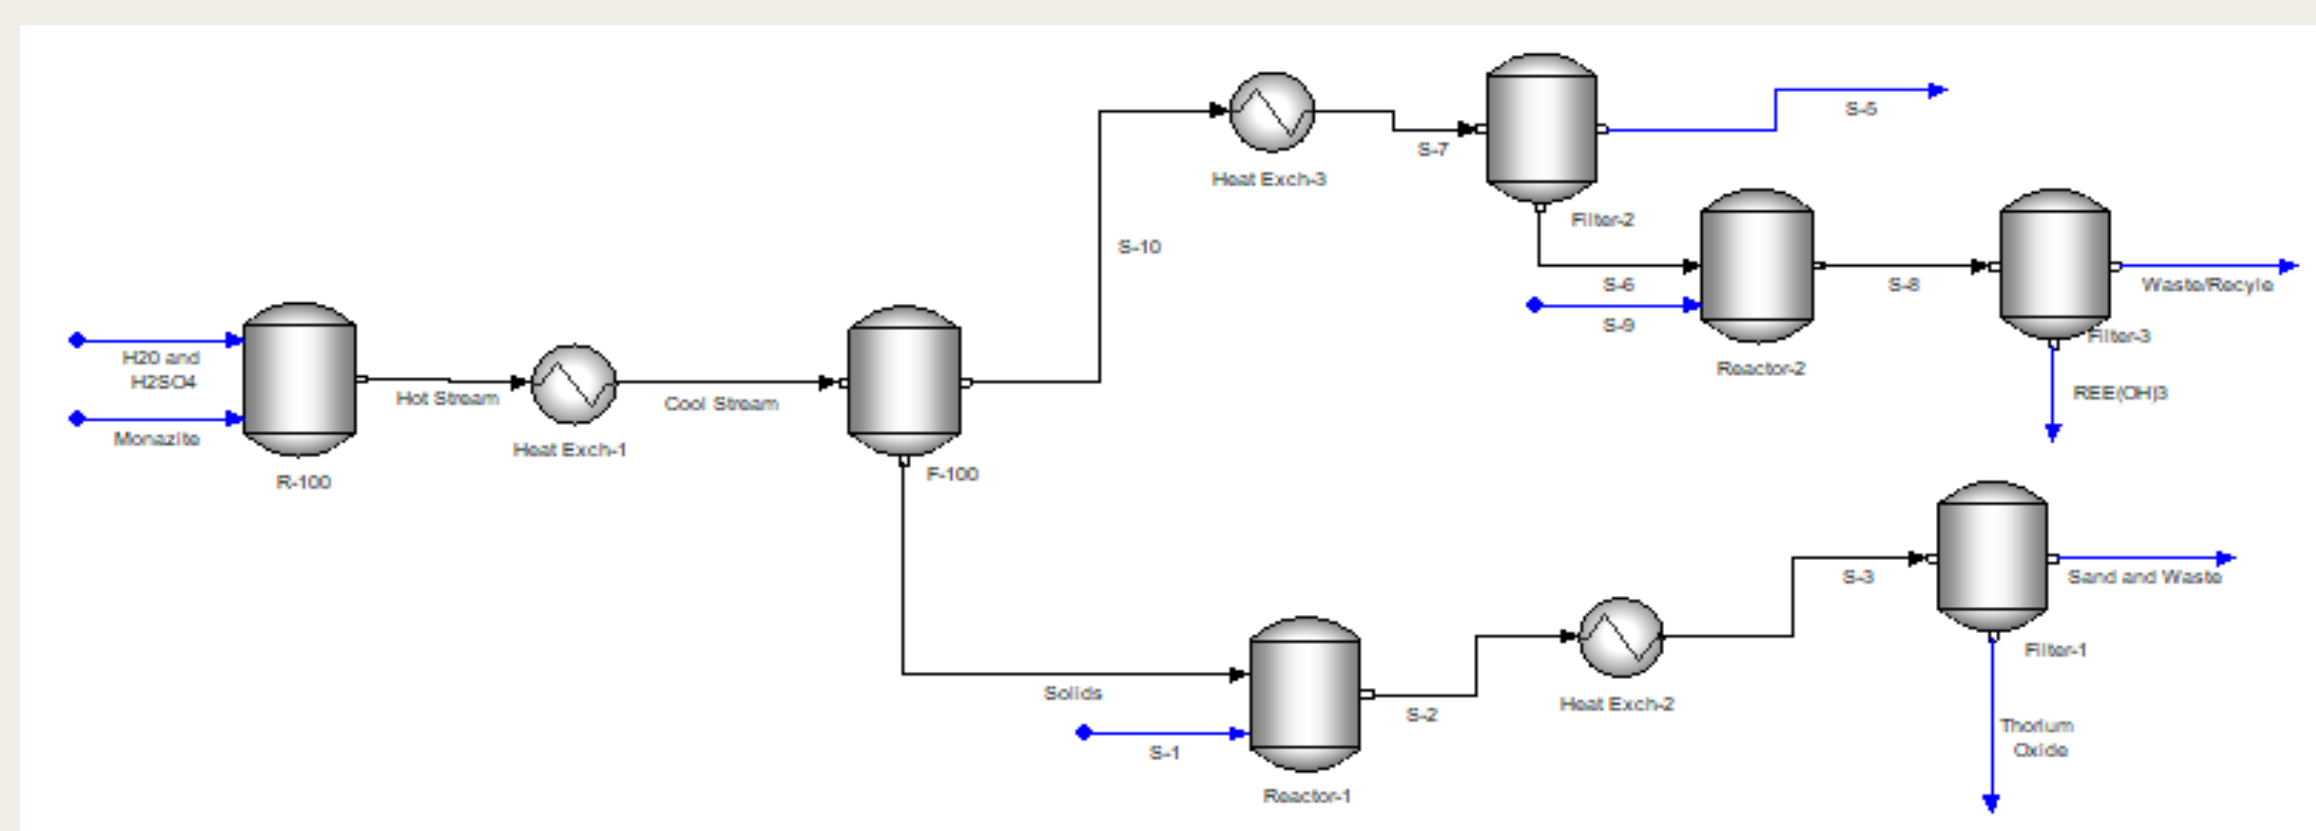 S-5
S-7
Heat Exch-3
Filter-2
S-10
S-6
S-8
Waste/Recyle
S-9
Filter-3
Reactor-2
REE(OH)3
H20 and
H2SO4
Hot Stream
Cool Stream
Monazite
Heat Exch-1
R-100
F-100
S-3
Sand and Waste
Filter-1
Solids
S-2
Heat Exch-2
S-1
Thorium
Oxide
Reactor-1